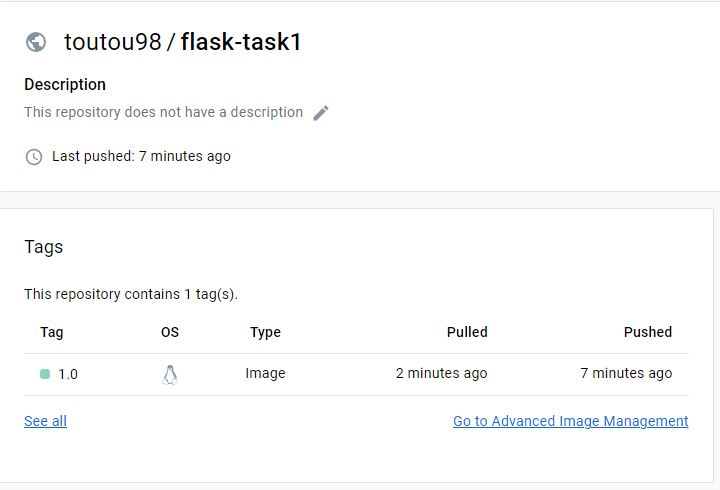 toutou98 / flask-task1
Description
This repository does not have a description
Last pushed: 7 minutes ago
Tags
This repository contains 1 tag(s).
Tag OS Type Pulled Pushed
1.0 Image 2 minutes ago 7 minutes ago
See all Go to Advanced Image Management